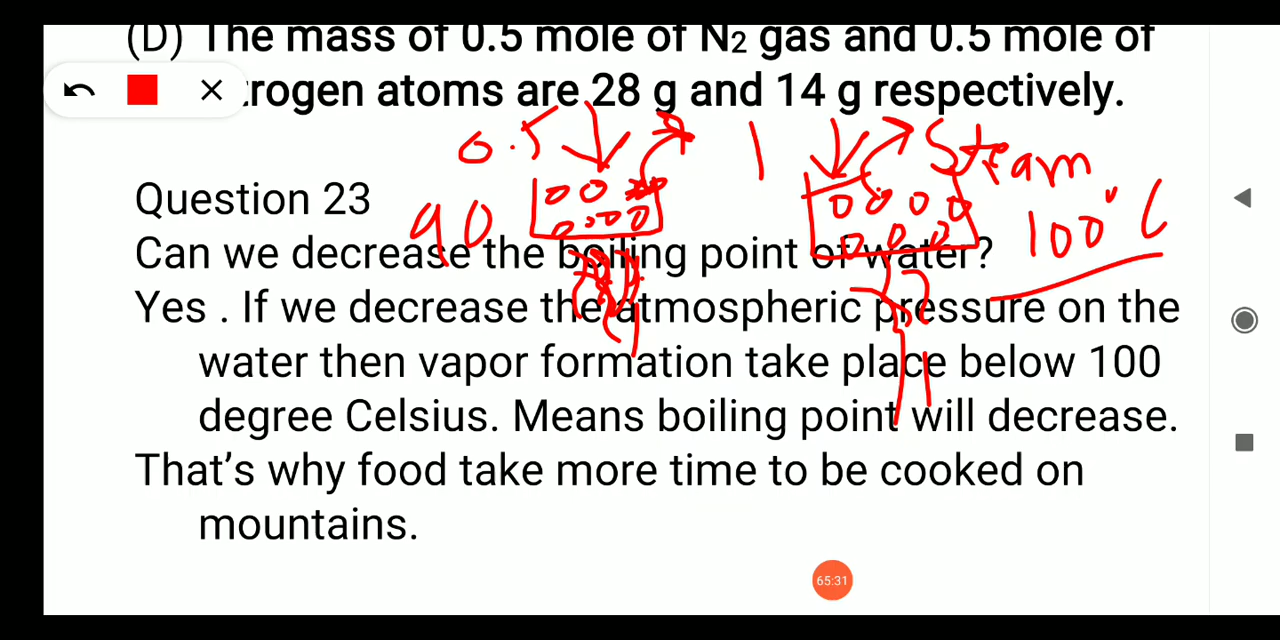 (D) The mass of 0.5 mole of N₂ gas and 0.5 mole of
trogen atoms are 28 g and 14 g respectively.
0.5 1 Steam
Question 23
90 100°C
Can we decrease the boiling point of water?
Yes . If we decrease the atmospheric pressure on the
water then vapor formation take place below 100
degree Celsius. Means boiling point will decrease.
That’s why food take more time to be cooked on
mountains.
65:31